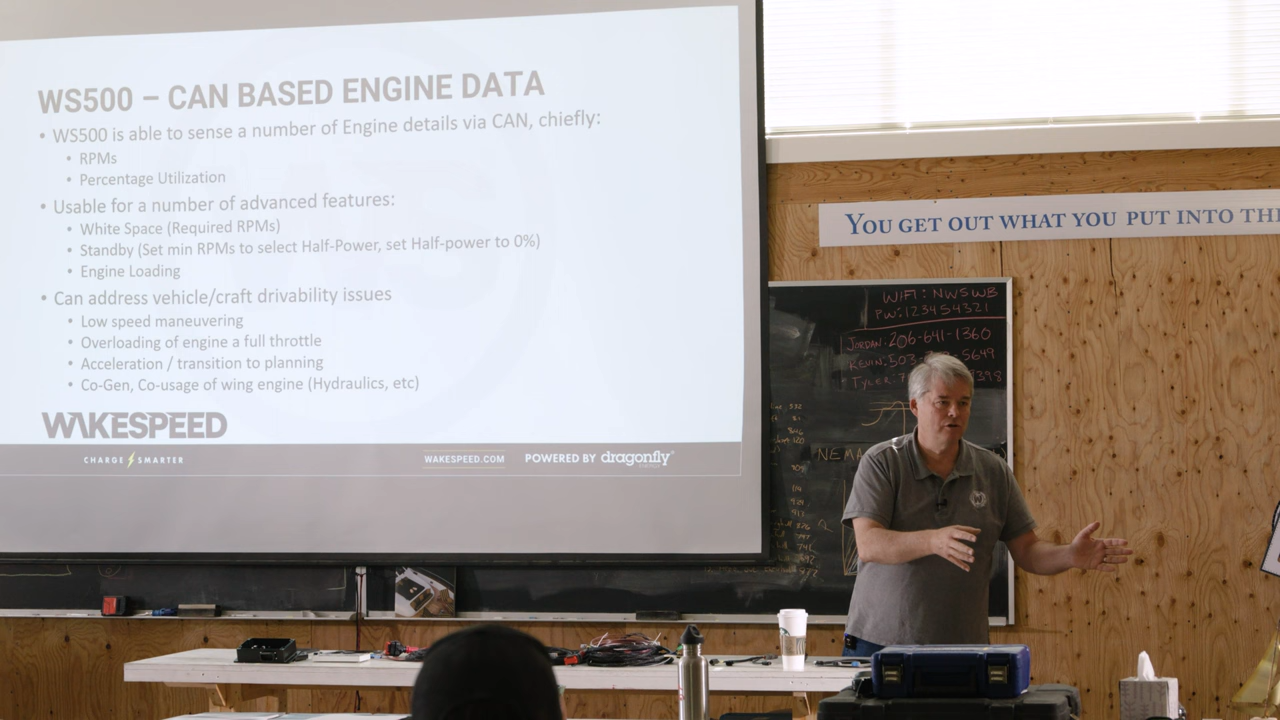 WS500 – CAN BASED ENGINE DATA
• WS500 is able to sense a number of Engine details via CAN, chiefly:
• RPMs
• Percentage Utilization
• Usable for a number of advanced features:
• White Space (Required RPMs)
• Standby (Set min RPMs to select Half-Power, set Half-power to 0%)
• Engine Loading
• Can address vehicle/craft drivability issues
• Low speed maneuvering
• Overloading of engine a full throttle
• Acceleration / transition to planning
• Co-Gen, Co-usage of wing engine (Hydraulics, etc)
WAKESPEED
CHARGE SMARTER
WAKESPEED.COM
POWERED BY dragonfly
YOU GET OUT WHAT YOU PUT INTO
WIFI: NWSWB
PW: 123454321
JORDAN: 206-641-1360
KEVIN: 503- 5649
TYLER: 7 8398
NEMA